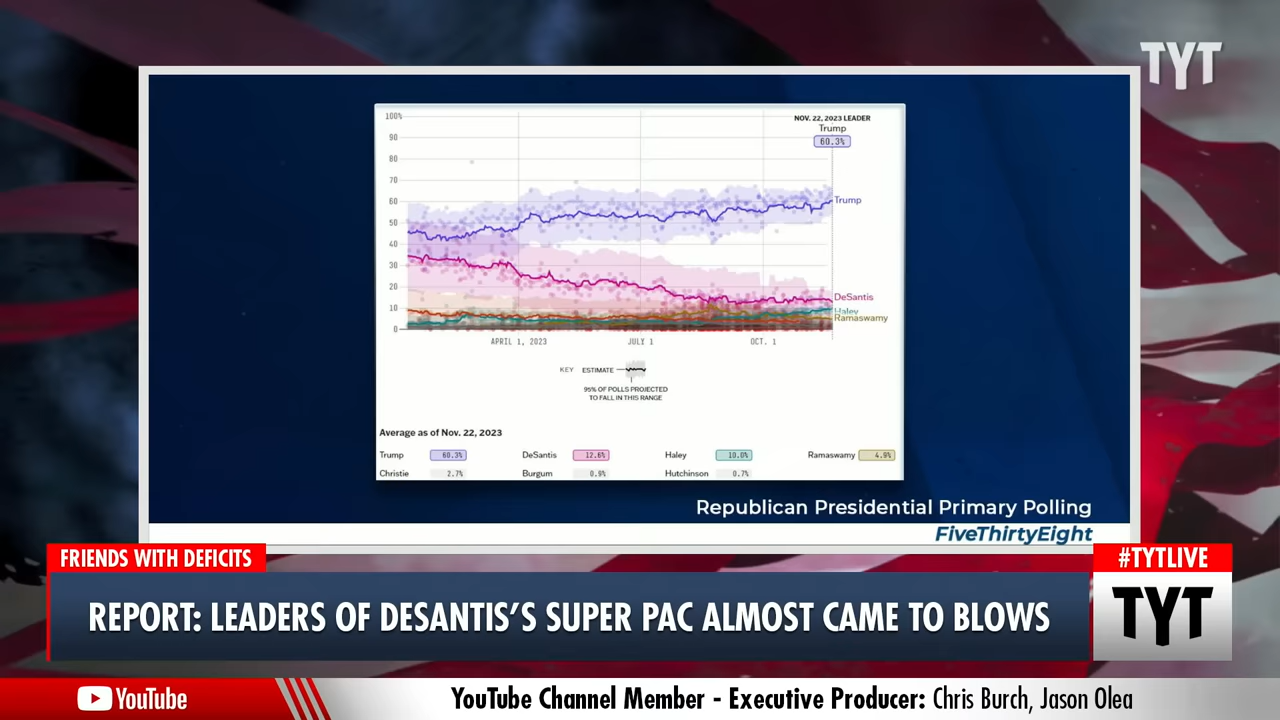 TYT
100%
NOV. 22, 2023 LEADER
Trump
60.3%
90
80
70
60
Trump
50
40
30
20
DeSantis
10
Haley
Ramaswamy
0
APRIL 1, 2023 JULY 1 OCT. 1
KEY ESTIMATE
95% OF POLLS PROJECTED
TO FALL IN THIS RANGE
Average as of Nov. 22, 2023
Trump 60.3% DeSantis 12.6% Haley 10.0% Ramaswamy 4.9%
Christie 2.7% Burgum 0.9% Hutchinson 0.7%
Republican Presidential Primary Polling
FiveThirtyEight
FRIENDS WITH DEFICITS
#TYTLIVE
REPORT: LEADERS OF DESANTIS'S SUPER PAC ALMOST CAME TO BLOWS
TYT
YouTube
YouTube Channel Member - Executive Producer: Chris Burch, Jason Olea